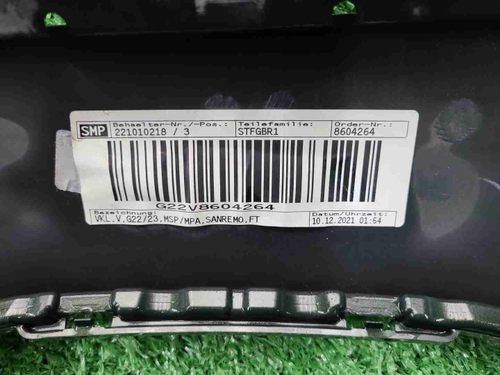 SMP Behaelter-Nr./-Pos.: Teilefamilie: Order-Nr.:
221010218 / 3 STFGBR1 8604264
G22V8604264
Bezeichnung: Datum/Uhrzeit:
VKL.V,G22/23,MSP/MPA,SANREMO,FT 10.12.2021 01:54